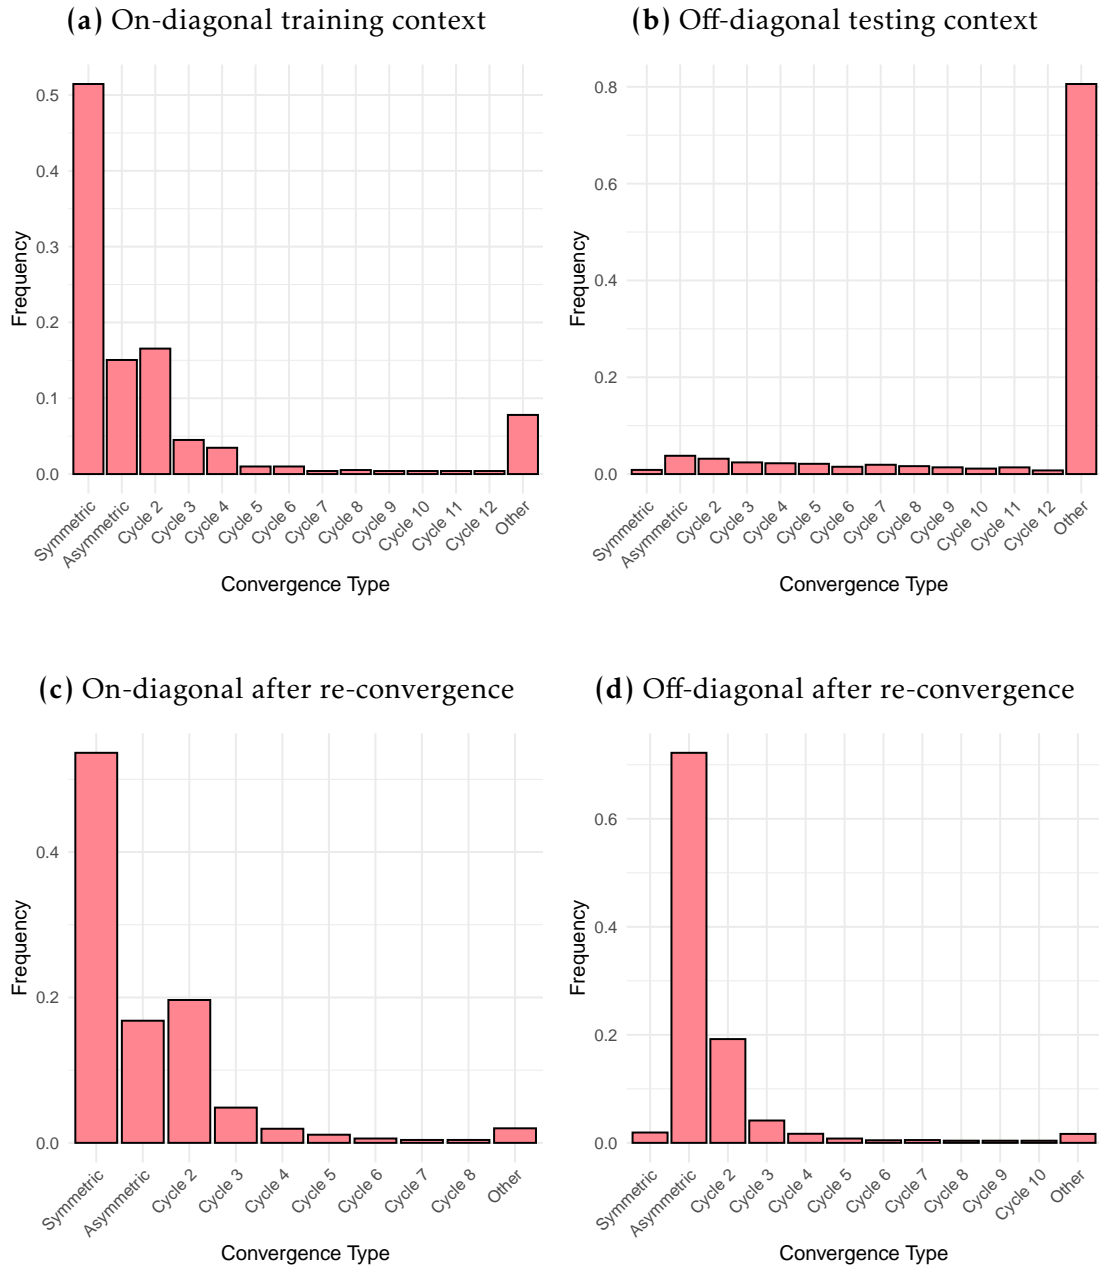 (a) On-diagonal training context
0.5
0.4
0.3
0.2
0.1
0.0
Frequency
Symmetric
Asymmetric
Cycle 2
Cycle 3
Cycle 4
Cycle 5
Cycle 6
Cycle 7
Cycle 8
Cycle 9
Cycle 10
Cycle 11
Cycle 12
Other
Convergence Type
(b) Off-diagonal testing context
0.8
0.6
0.4
0.2
0.0
Frequency
Symmetric
Asymmetric
Cycle 2
Cycle 3
Cycle 4
Cycle 5
Cycle 6
Cycle 7
Cycle 8
Cycle 9
Cycle 10
Cycle 11
Cycle 12
Other
Convergence Type
(c) On-diagonal after re-convergence
0.4
0.2
0.0
Frequency
Symmetric
Asymmetric
Cycle 2
Cycle 3
Cycle 4
Cycle 5
Cycle 6
Cycle 7
Cycle 8
Other
Convergence Type
(d) Off-diagonal after re-convergence
0.6
0.4
0.2
0.0
Frequency
Symmetric
Asymmetric
Cycle 2
Cycle 3
Cycle 4
Cycle 5
Cycle 6
Cycle 7
Cycle 8
Cycle 9
Cycle 10
Other
Convergence Type